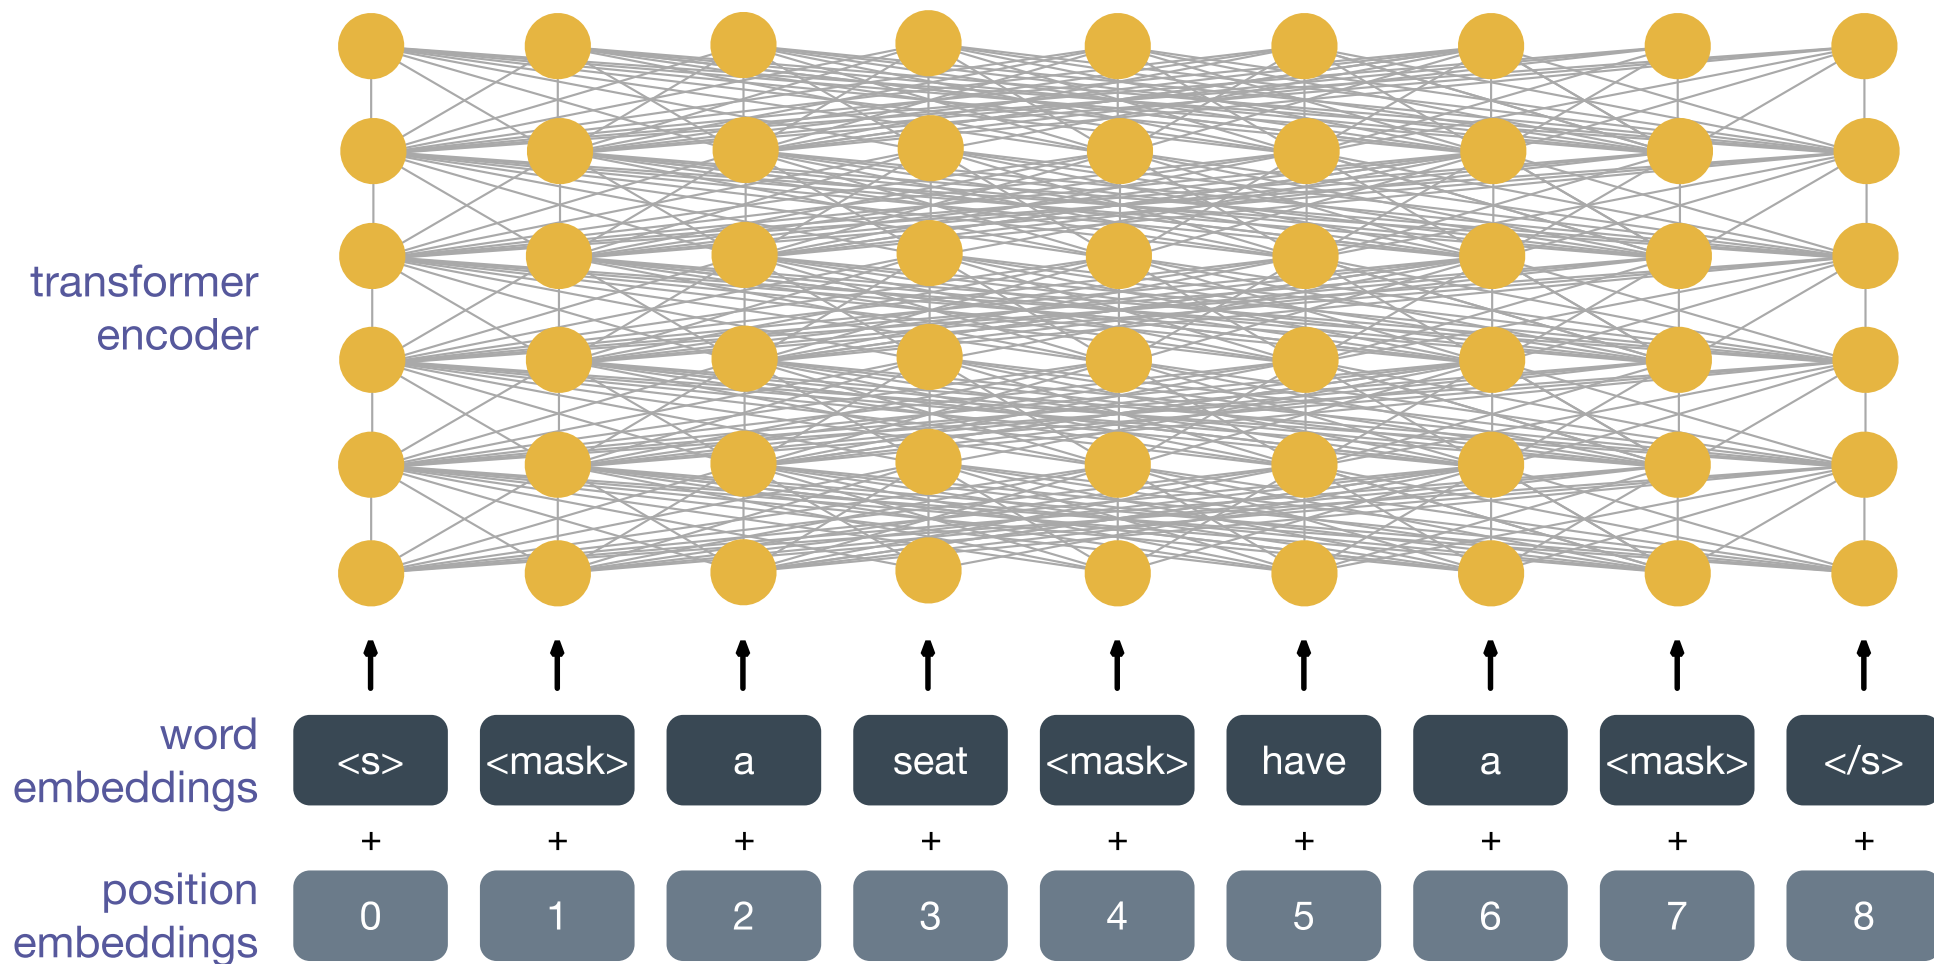 transformer
encoder
word
embeddings
<s> <mask> a seat <mask> have a <mask> </s>
+ + + + + + + + +
position
embeddings
0 1 2 3 4 5 6 7 8